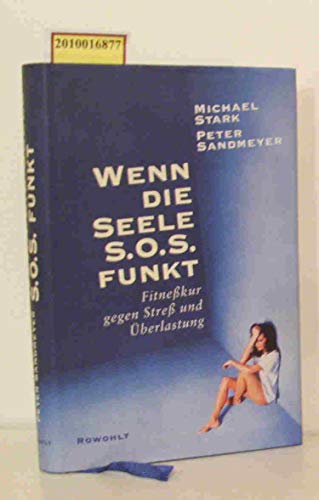 2010016877
MICHAEL
STARK
PETER
SANDMEYER
WENN
DIE
SEELE
S.O.S.
FUNKT
Fitneßkur
gegen Streß und
Überlastung
ROWOHLT
PETER SANDMEYER S.O.S. FUNKT